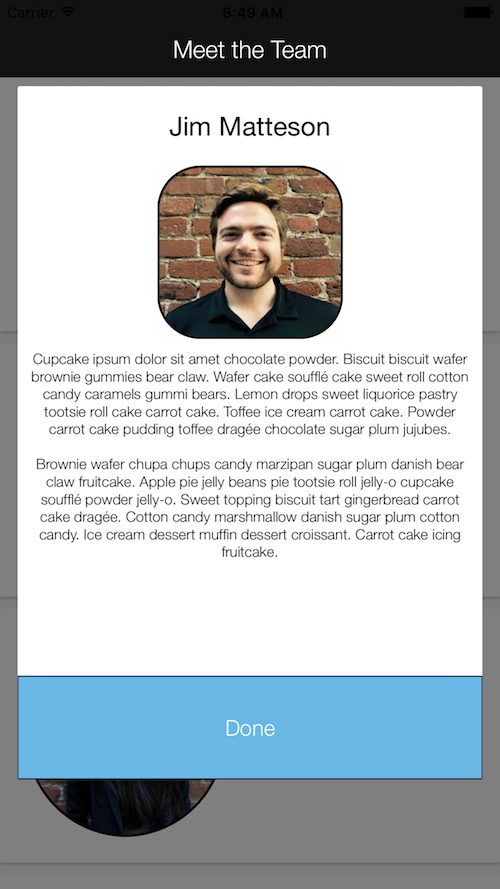 Carrier 8:49 AM
Meet the Team
Jim Matteson
Cupcake ipsum dolor sit amet chocolate powder. Biscuit biscuit wafer
brownie gummies bear claw. Wafer cake soufflé cake sweet roll cotton
candy caramels gummi bears. Lemon drops sweet liquorice pastry
tootsie roll cake carrot cake. Toffee ice cream carrot cake. Powder
carrot cake pudding toffee dragée chocolate sugar plum jujubes.
Brownie wafer chupa chups candy marzipan sugar plum danish bear
claw fruitcake. Apple pie jelly beans pie tootsie roll jelly-o cupcake
soufflé powder jelly-o. Sweet topping biscuit tart gingerbread carrot
cake dragée. Cotton candy marshmallow danish sugar plum cotton
candy. Ice cream dessert muffin dessert croissant. Carrot cake icing
fruitcake.
Done